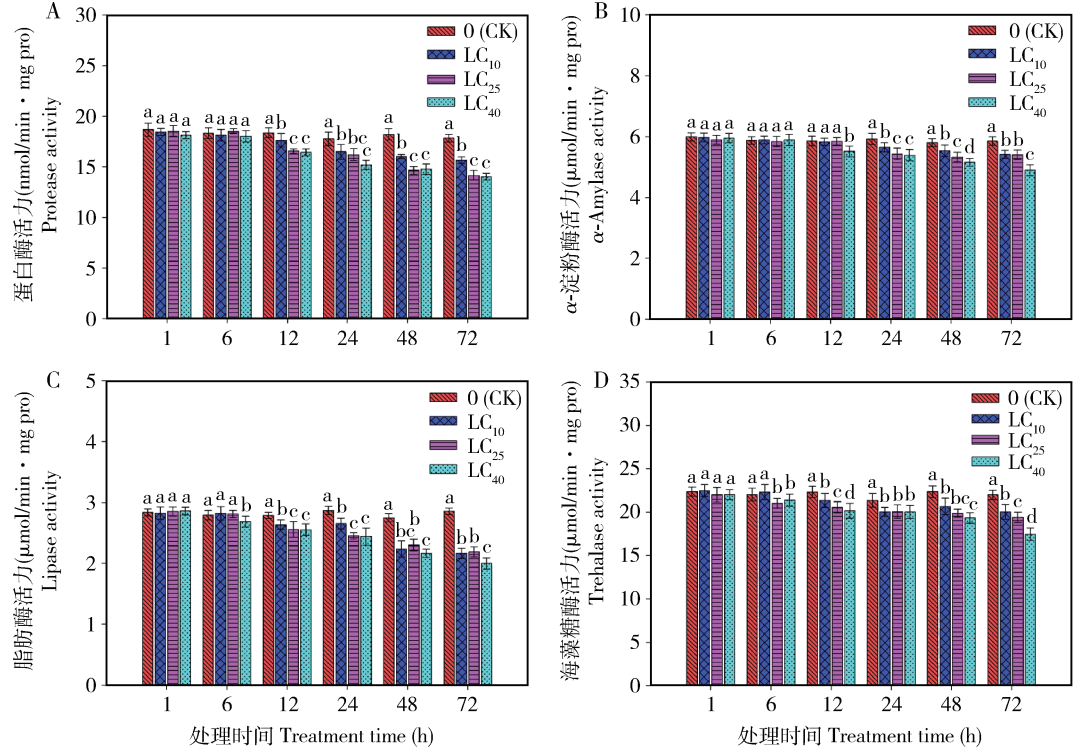 A
蛋白酶活力(nmol/min·mg pro)
Protease activity
30
25
20
15
10
5
0
0 (CK)
LC10
LC25
LC40
a a a a
a a a a
a b c c
a b bc c
a b c c
a b c c
1 6 12 24 48 72
B
α-淀粉酶活力(μmol/min·mg pro)
α-Amylase activity
10
8
6
4
2
0
0 (CK)
LC10
LC25
LC40
a a a a
a a a a
a a a b
a b c c
a b c d
a b b c
1 6 12 24 48 72
C
脂肪酶活力(μmol/min·mg pro)
Lipase activity
5
4
3
2
1
0
0 (CK)
LC10
LC25
LC40
a a a a
a a a b
a b c c
a b c c
a bc b c
a b b c
1 6 12 24 48 72
处理时间 Treatment time (h)
D
海藻糖酶活力(μmol/min·mg pro)
Trehalase activity
35
30
25
20
15
10
5
0
0 (CK)
LC10
LC25
LC40
a a a a
a a b b
a b c d
a b b b
a b bc c
a b c d
1 6 12 24 48 72
处理时间 Treatment time (h)